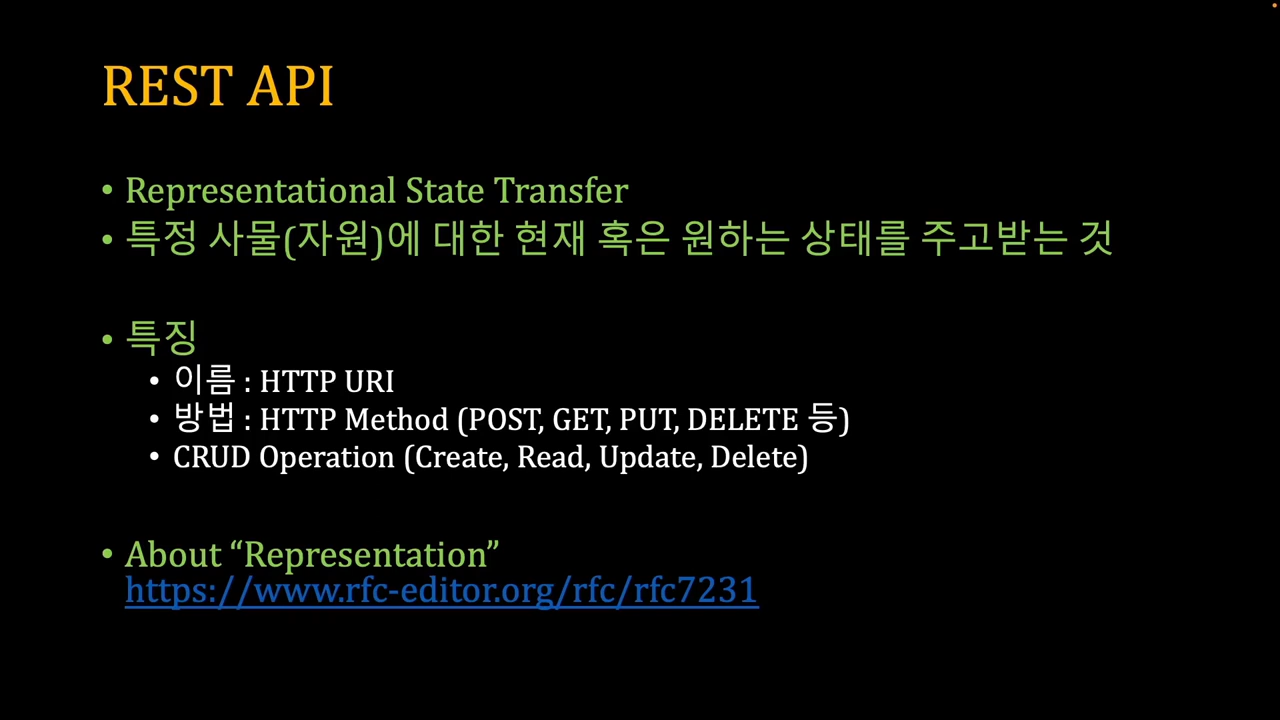 REST API
• Representational State Transfer
• 특정 사물(자원)에 대한 현재 혹은 원하는 상태를 주고받는 것
• 특징
• 이름 : HTTP URI
• 방법 : HTTP Method (POST, GET, PUT, DELETE 등)
• CRUD Operation (Create, Read, Update, Delete)
• About “Representation”
https://www.rfc-editor.org/rfc/rfc7231